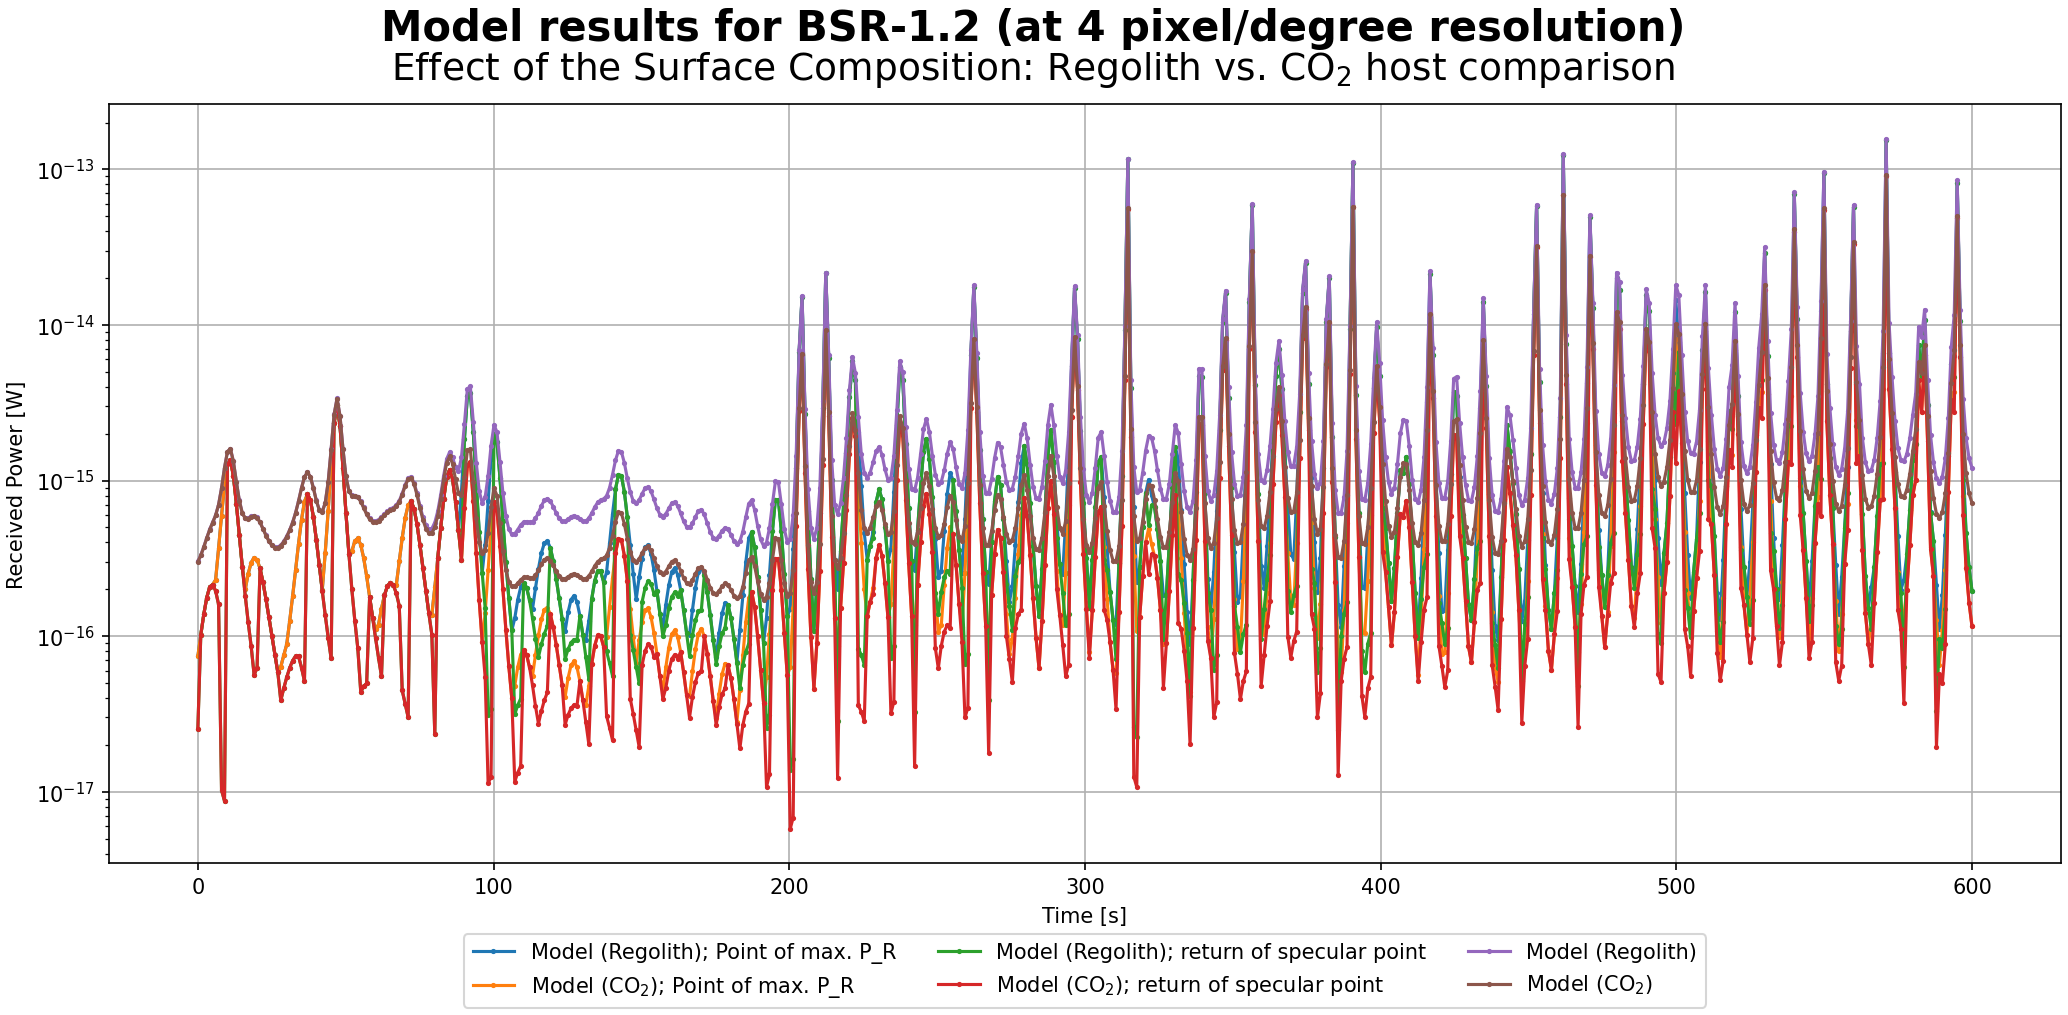 Model results for BSR-1.2 (at 4 pixel/degree resolution)
Effect of the Surface Composition: Regolith vs. CO₂ host comparison
Received Power [W]
10⁻¹³
10⁻¹⁴
10⁻¹⁵
10⁻¹⁶
10⁻¹⁷
0 100 200 300 400 500 600
Time [s]
Model (Regolith); Point of max. P_R Model (Regolith); return of specular point Model (Regolith)
Model (CO₂); Point of max. P_R Model (CO₂); return of specular point Model (CO₂)